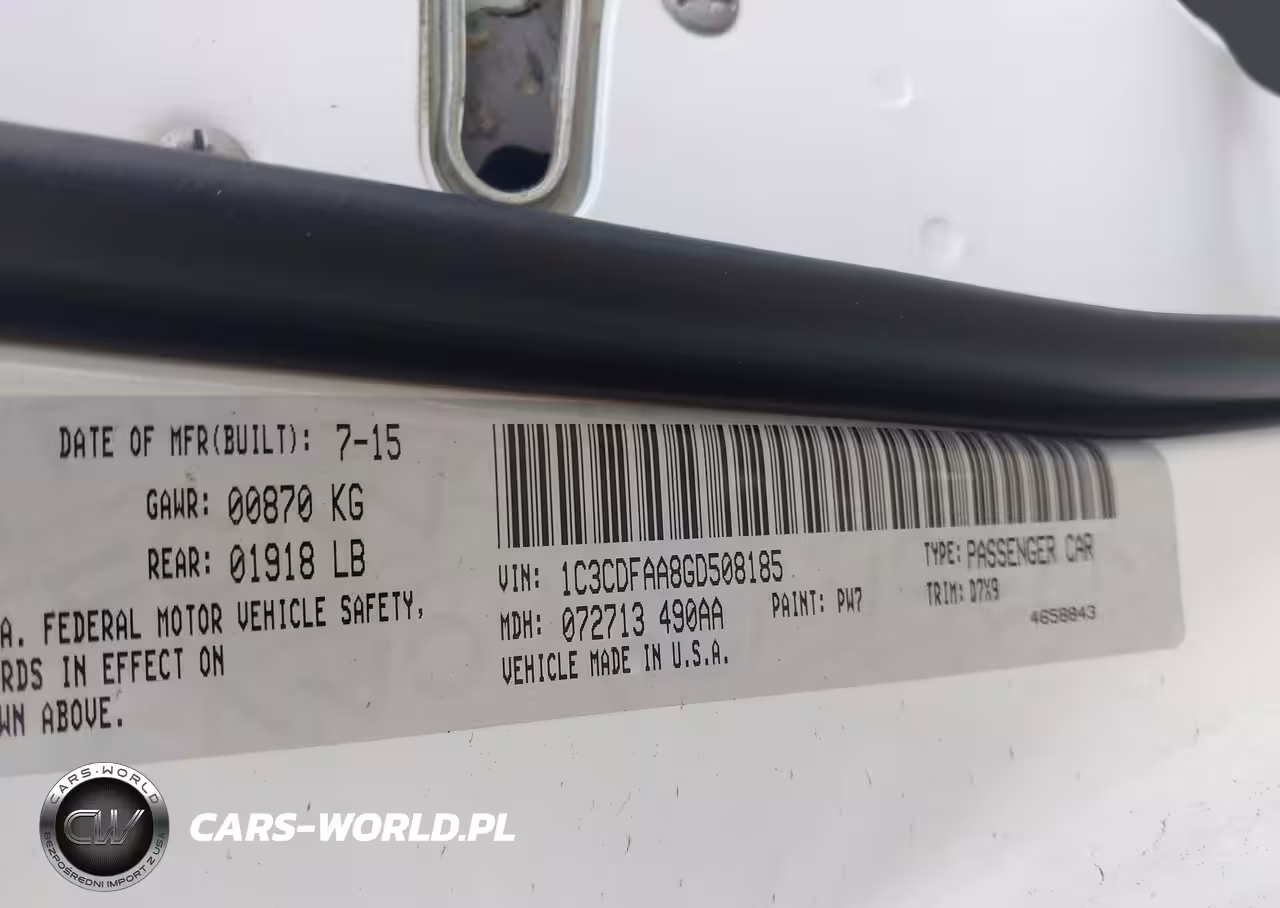 DATE OF MFR(BUILT): 7-15
GAWR: 00870 KG
REAR: 01918 LB
A. FEDERAL MOTOR VEHICLE SAFETY,
RDS IN EFFECT ON
WN ABOVE.
VIN: 1C3CDFAA8GD508185
TYPE: PASSENGER CAR
MDH: 072713 490AA
PAINT: PW7
TRIM: D7X9
4658843
VEHICLE MADE IN U.S.A.
CARS-WORLD
CW
BEZPOŚREDNI IMPORT Z USA
CARS-WORLD.PL